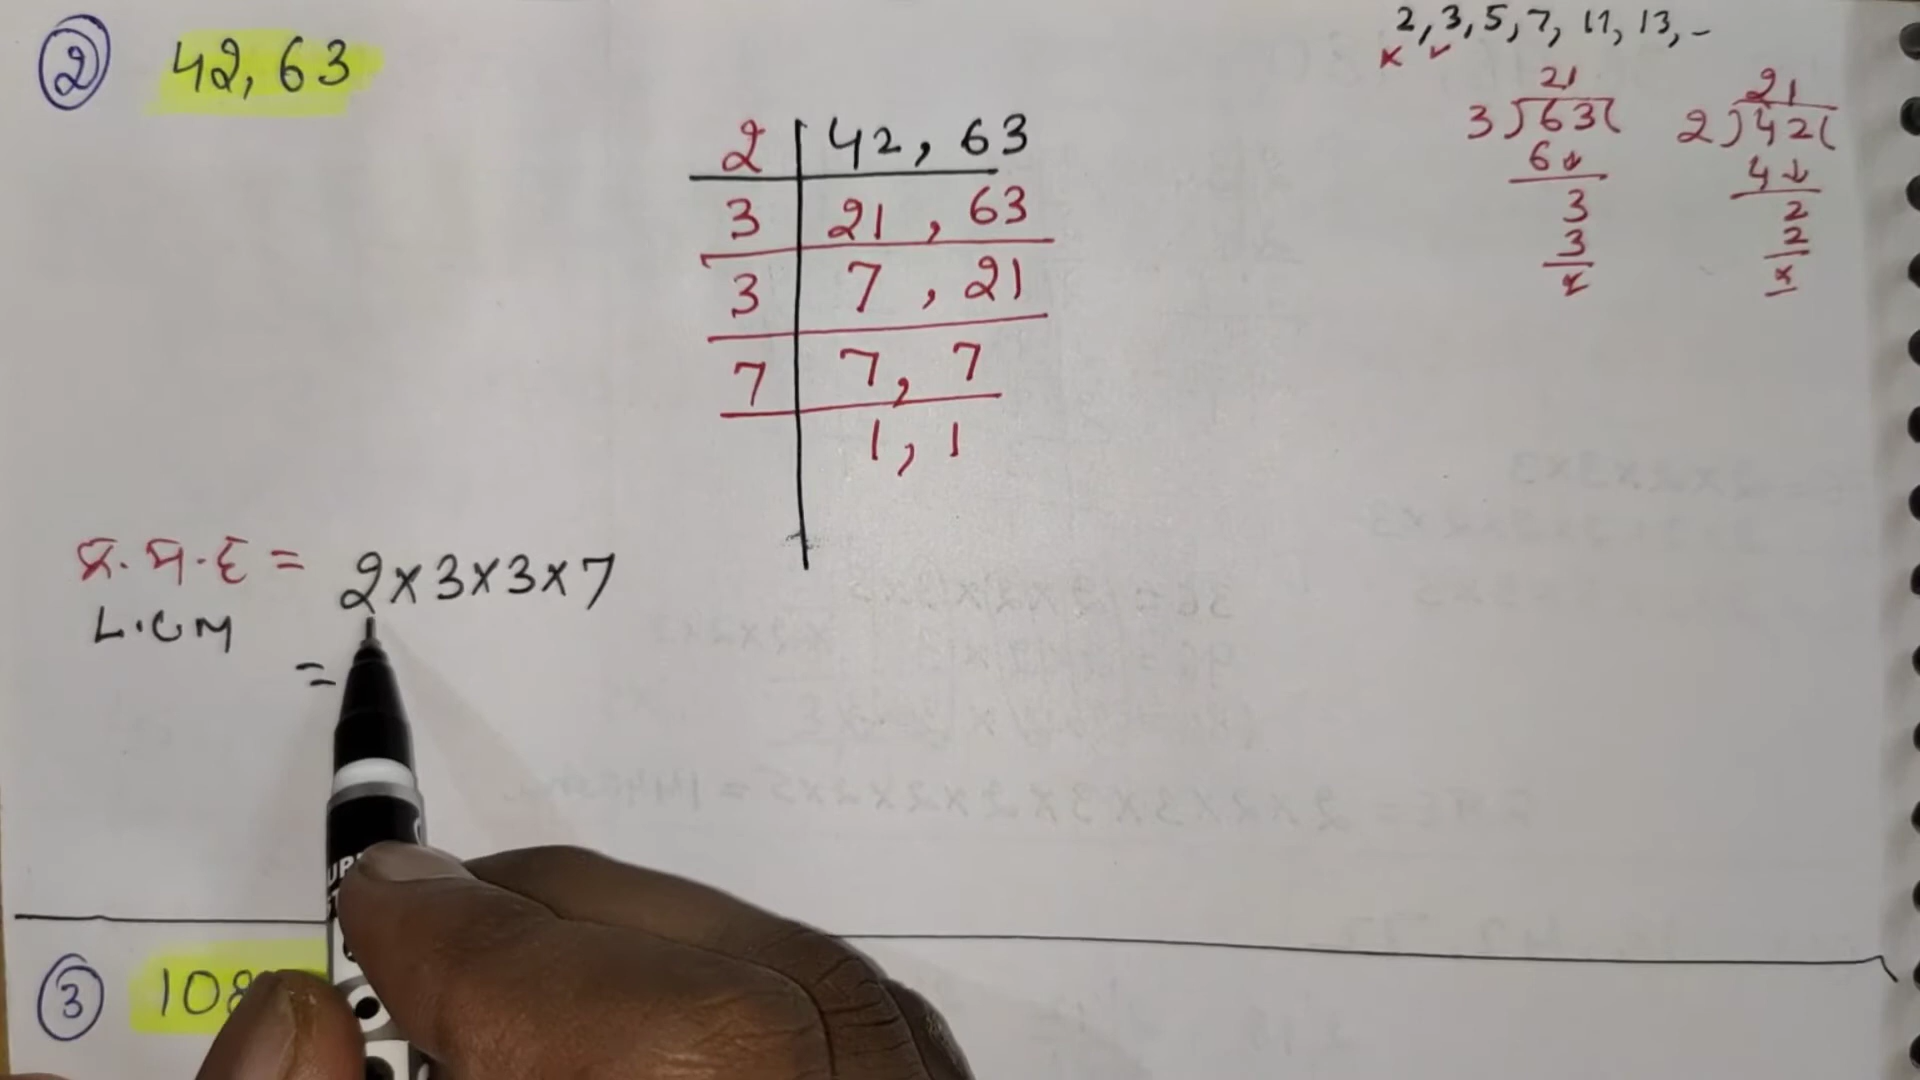 ② 42, 63
2, 3, 5, 7, 11, 13, -
× ✓
2 | 42, 63
3 | 21, 63
3 | 7, 21
7 | 7, 7
1, 1
21
3)63(
6↓
3
3
×
21
2)42(
4↓
2
2
×
= 2×3×3×7
L.C.M
=
③ 108